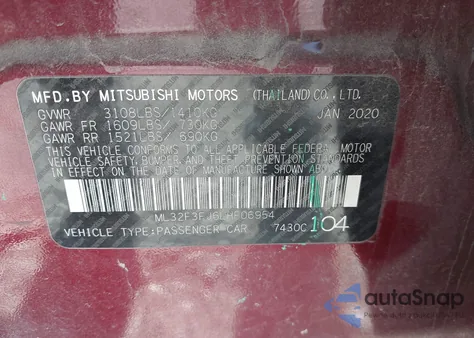 MFD.BY MITSUBISHI MOTORS (THAILAND) CO.,LTD.
GVWR 3108LBS/1410KG JAN 2020
GAWR FR 1609LBS/ 730KG
GAWR RR 1521LBS/ 690KG
THIS VEHICLE CONFORMS TO ALL APPLICABLE FEDERAL MOTOR
VEHICLE SAFETY, BUMPER, AND THEFT PREVENTION STANDARDS
IN EFFECT ON THE DATE OF MANUFACTURE SHOWN ABOVE.
VEHICLE TYPE:PASSENGER CAR 7430C 104
autoSnap